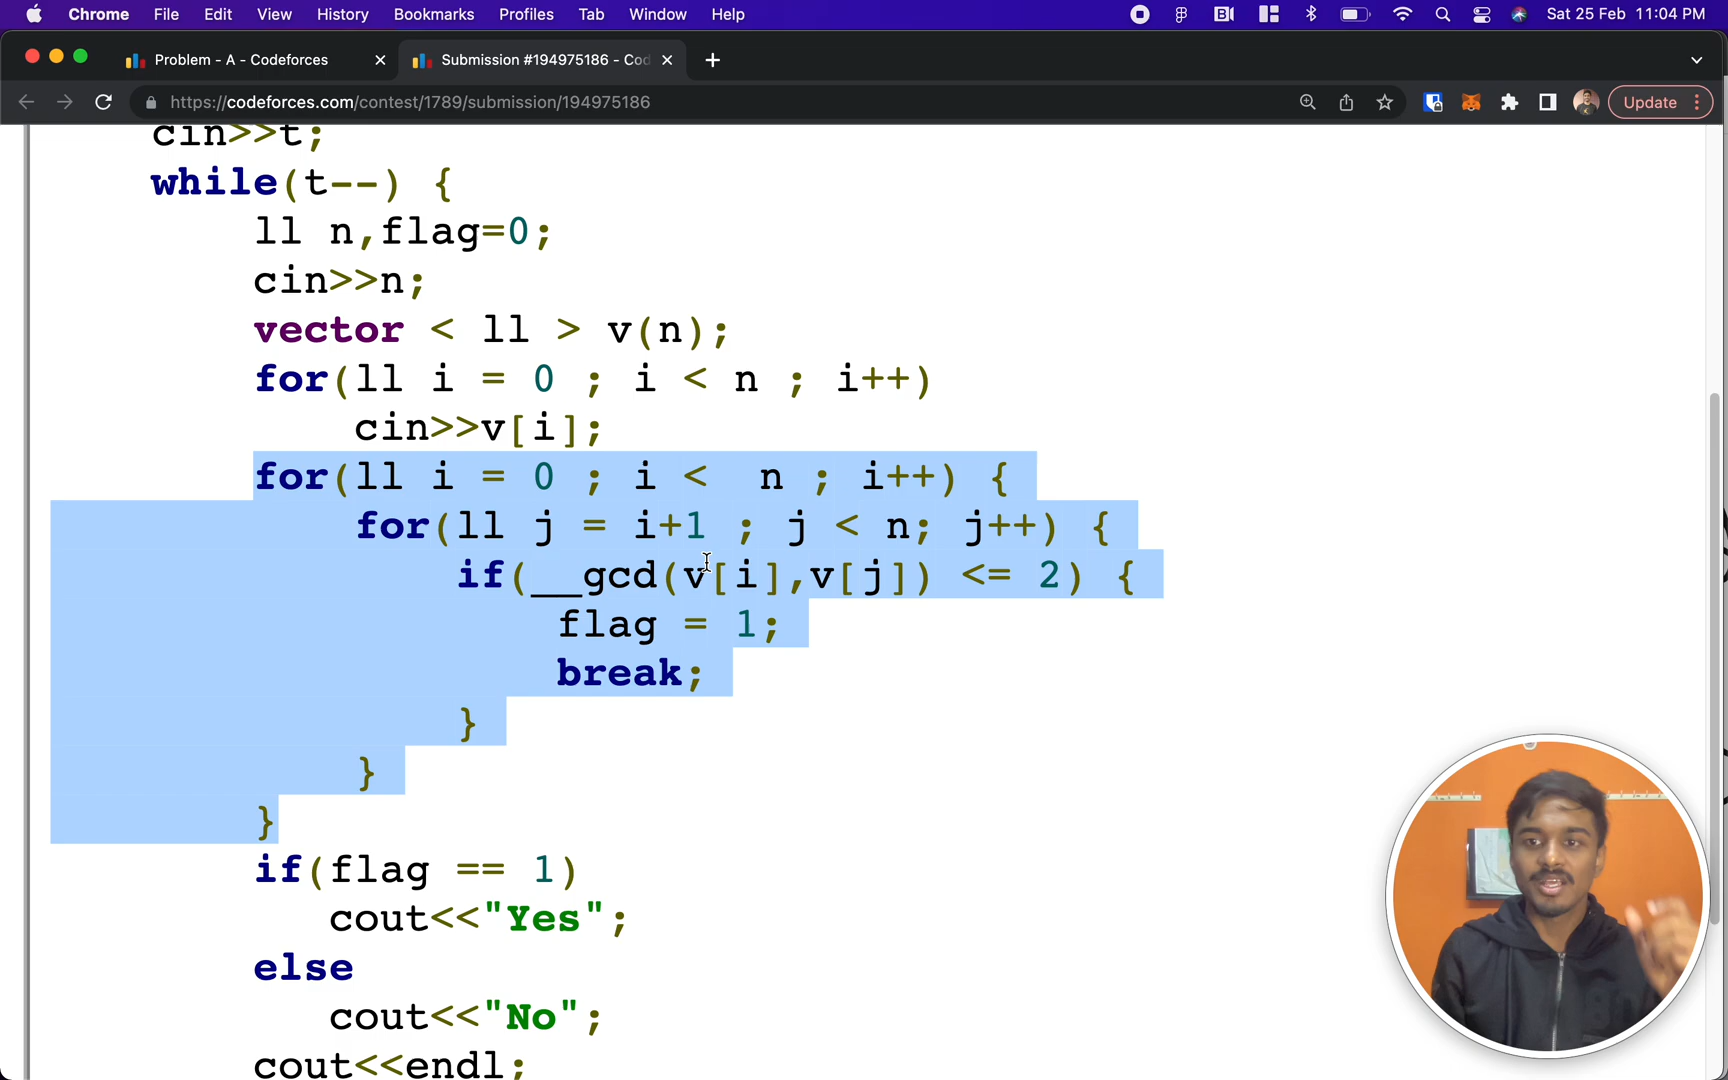 Chrome File Edit View History Bookmarks Profiles Tab Window Help Sat 25 Feb 11:04 PM
Problem - A - Codeforces Submission #194975186 - Cod
https://codeforces.com/contest/1789/submission/194975186 Update
cin>>t;
while(t--) {
ll n,flag=0;
cin>>n;
vector < ll > v(n);
for(ll i = 0 ; i < n ; i++)
cin>>v[i];
for(ll i = 0 ; i <  n ; i++) {
for(ll j = i+1 ; j < n; j++) {
if(__gcd(v[i],v[j]) <= 2) {
flag = 1;
break;
}
}
}
if(flag == 1)
cout<<"Yes";
else
cout<<"No";
cout<<endl;